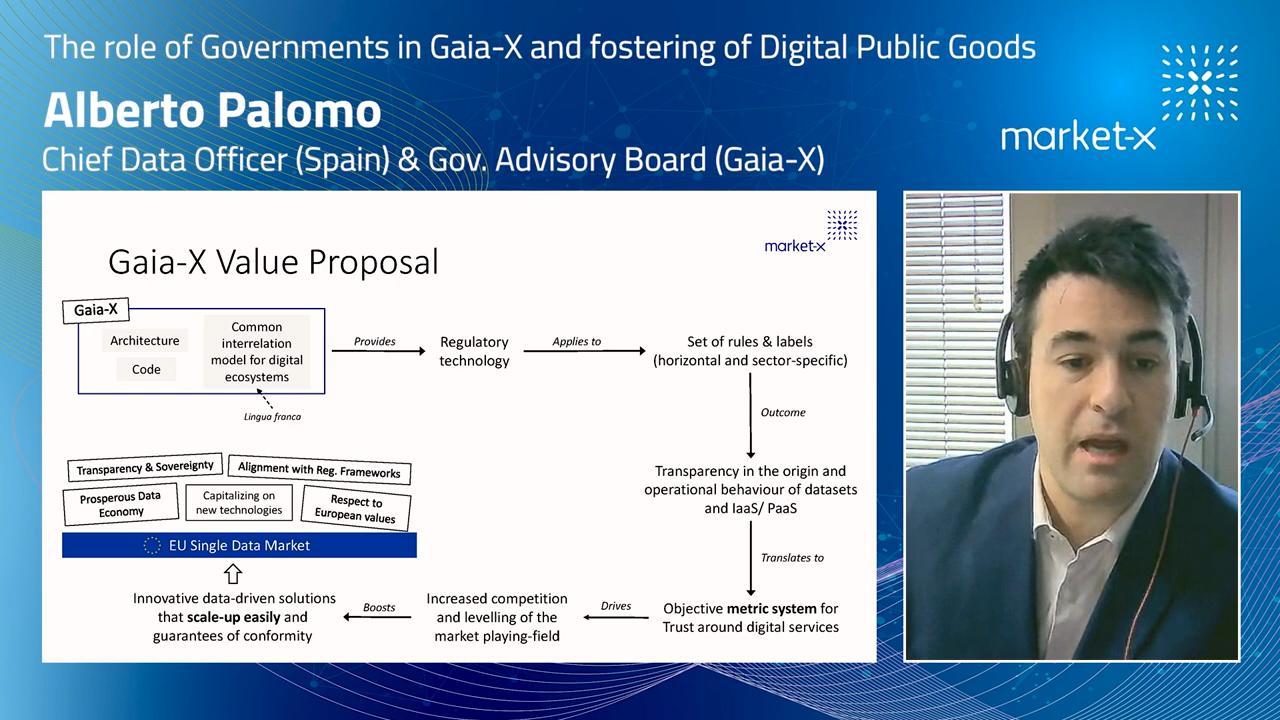 The role of Governments in Gaia-X and fostering of Digital Public Goods
Alberto Palomo
Chief Data Officer (Spain) & Gov. Advisory Board (Gaia-X)
market-x
market-x
Gaia-X Value Proposal
Gaia-X
Architecture
Code
Common
interrelation
model for digital
ecosystems
Lingua franca
Provides
Regulatory
technology
Applies to
Set of rules & labels
(horizontal and sector-specific)
Outcome
Transparency in the origin and
operational behaviour of datasets
and IaaS/ PaaS
Translates to
Objective metric system for
Trust around digital services
Drives
Increased competition
and levelling of the
market playing-field
Boosts
Innovative data-driven solutions
that scale-up easily and
guarantees of conformity
EU Single Data Market
Transparency & Sovereignty
Alignment with Reg. Frameworks
Prosperous Data
Economy
Capitalizing on
new technologies
Respect to
European values